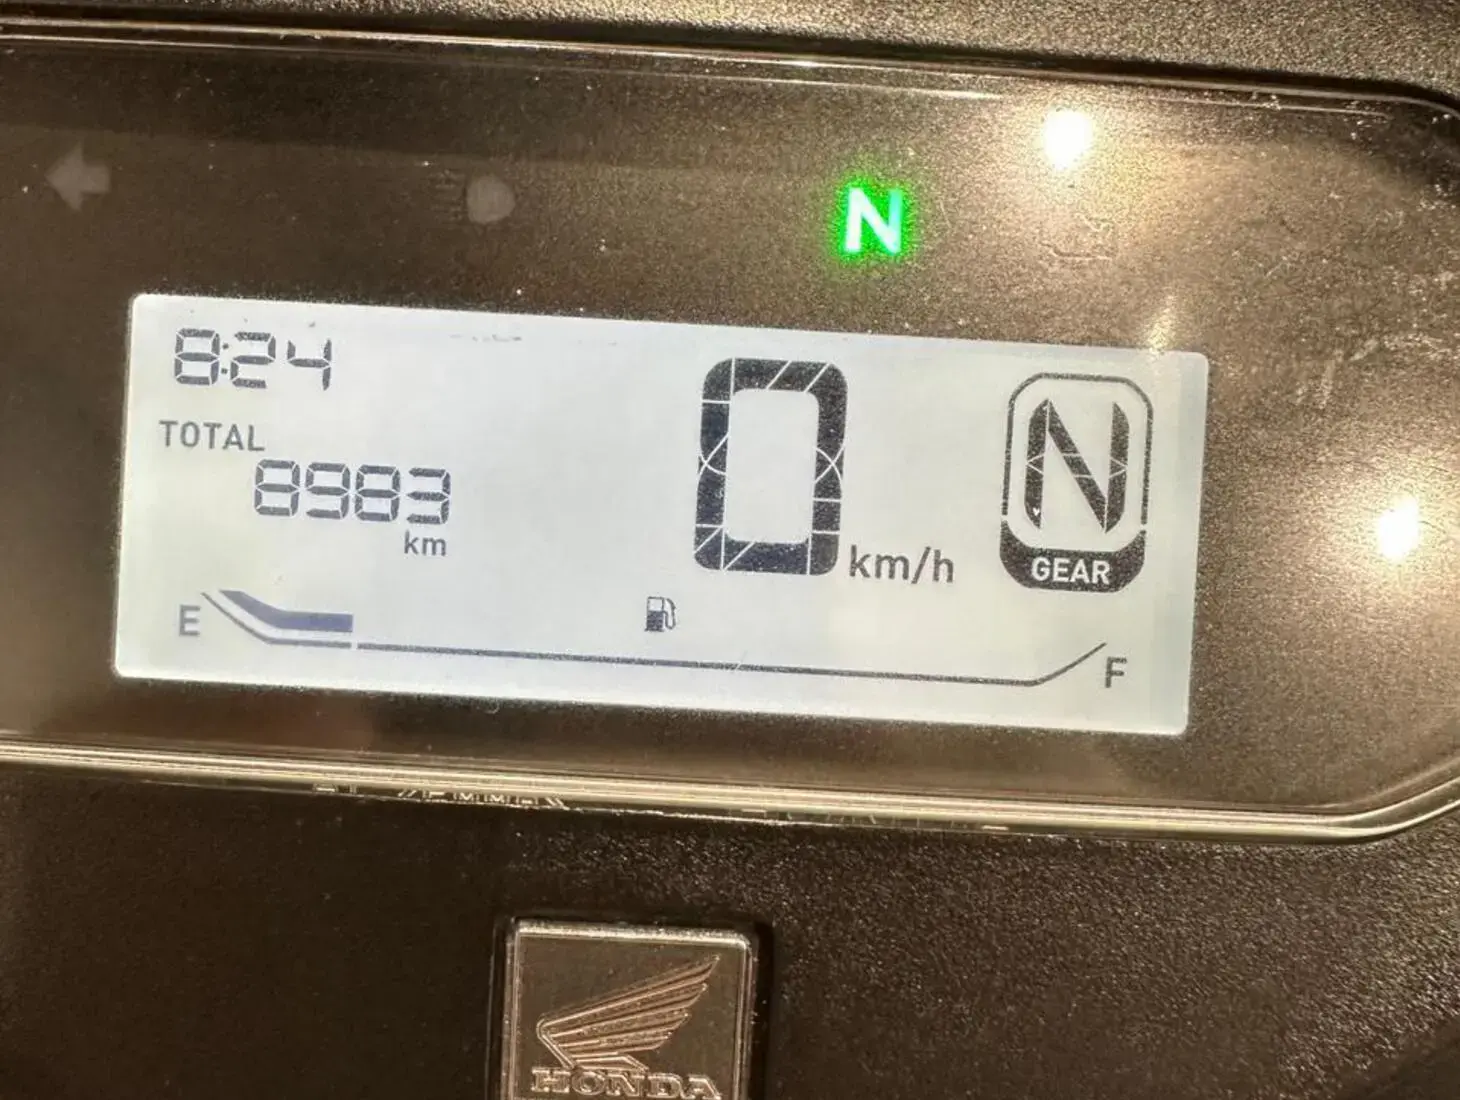 N
8:24
TOTAL
8983
km
0 km/h
N
GEAR
E
F
HONDA